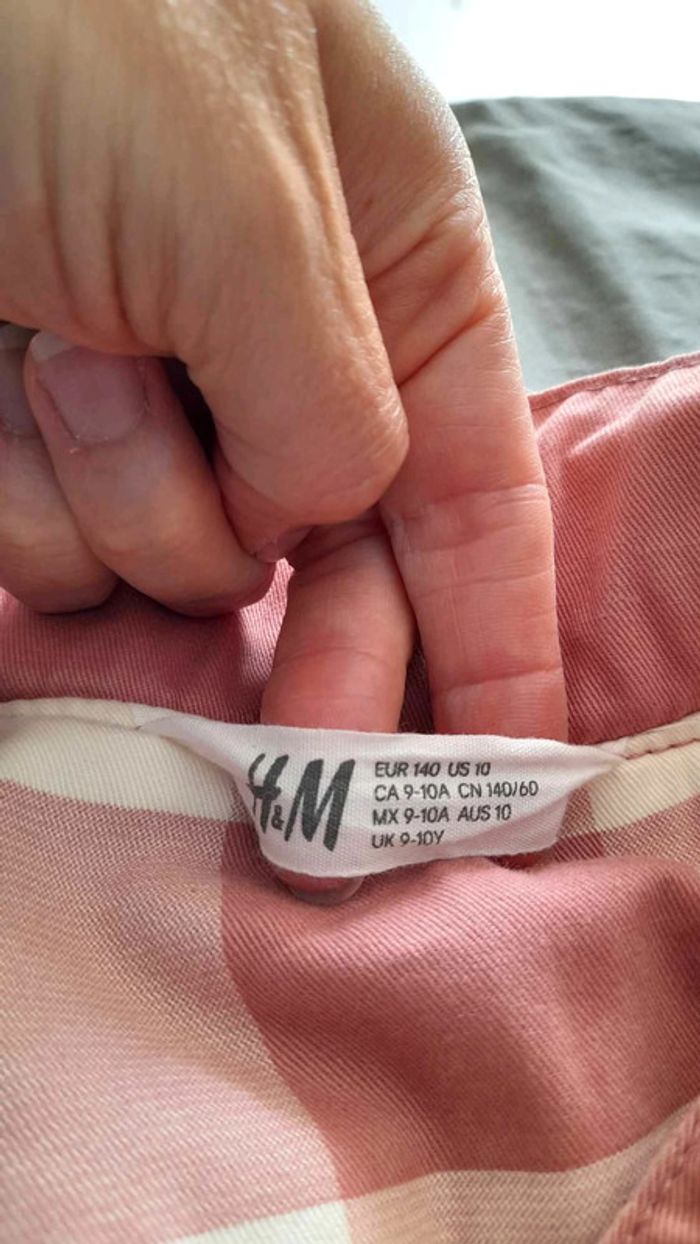 H&M
EUR 140 US 10
CA 9-10A CN 140/60
MX 9-10A AUS 10
UK 9-10Y